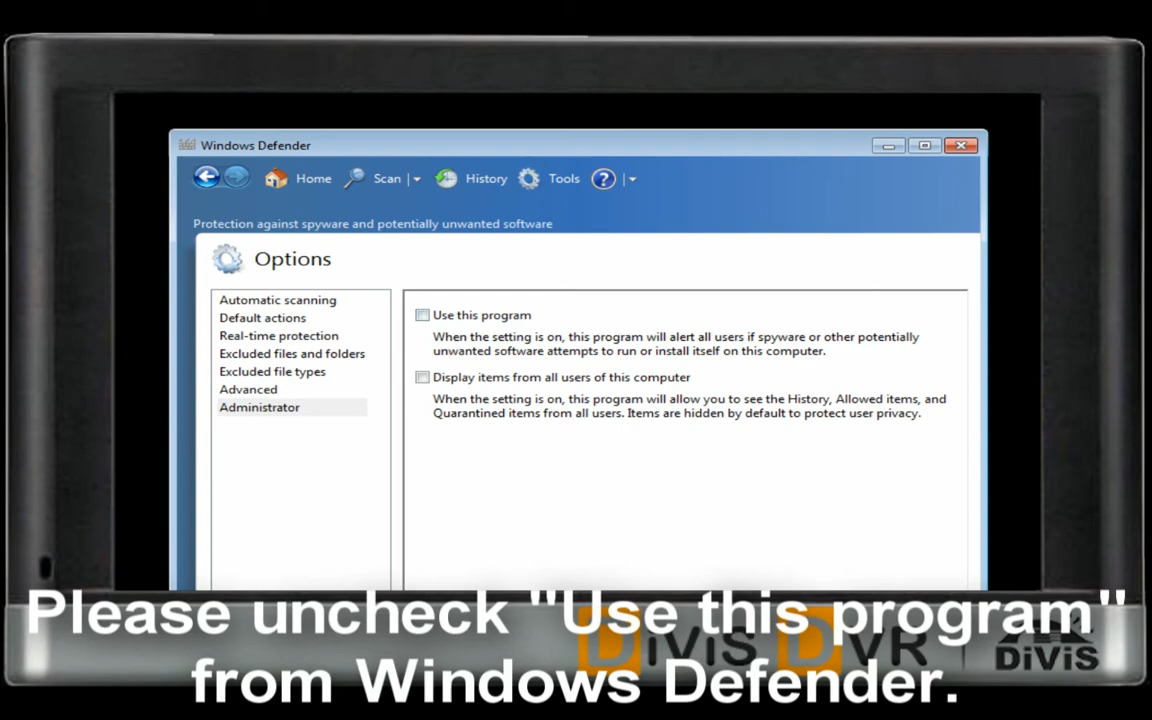 Windows Defender
Home Scan History Tools ?
Protection against spyware and potentially unwanted software
Options
Automatic scanning
Default actions
Real-time protection
Excluded files and folders
Excluded file types
Advanced
Administrator
Use this program
When the setting is on, this program will alert all users if spyware or other potentially
unwanted software attempts to run or install itself on this computer.
Display items from all users of this computer
When the setting is on, this program will allow you to see the History, Allowed items, and
Quarantined items from all users. Items are hidden by default to protect user privacy.
Please uncheck "Use this program"
from Windows Defender.
DiViS DVR
DiViS